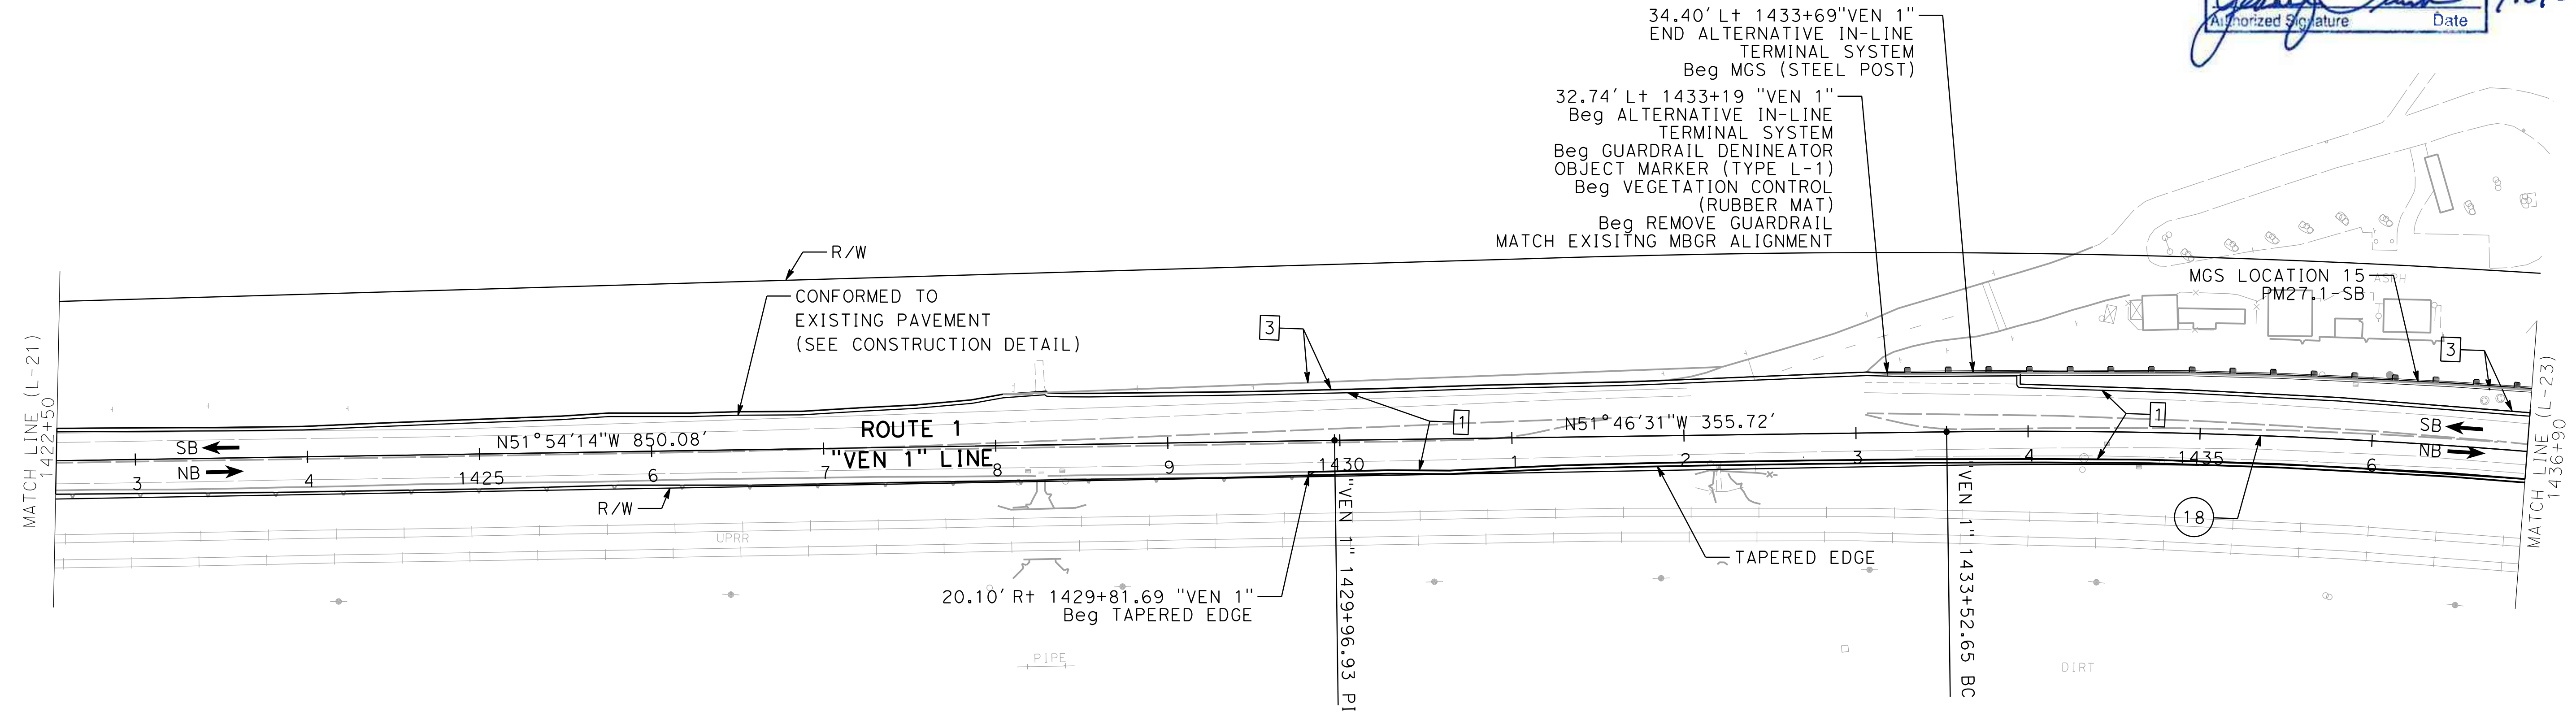 Authorized Signature Date
34.40' Lt 1433+69"VEN 1"
END ALTERNATIVE IN-LINE
TERMINAL SYSTEM
Beg MGS (STEEL POST)
32.74' Lt 1433+19 "VEN 1"
Beg ALTERNATIVE IN-LINE
TERMINAL SYSTEM
Beg GUARDRAIL DENINEATOR
OBJECT MARKER (TYPE L-1)
Beg VEGETATION CONTROL
(RUBBER MAT)
Beg REMOVE GUARDRAIL
MATCH EXISITNG MBGR ALIGNMENT
R/W
CONFORMED TO
EXISTING PAVEMENT
(SEE CONSTRUCTION DETAIL)
MGS LOCATION 15
PM27.1-SB
ASPH
3
3
1
1
MATCH LINE (L-21)
1422+50
SB
NB
N51°54'14"W 850.08'
ROUTE 1
"VEN 1" LINE
N51°46'31"W 355.72'
SB
NB
MATCH LINE (L-23)
1436+90
3
4
1425
6
7
8
9
1430
1
2
3
4
1435
6
R/W
18
UPRR
TAPERED EDGE
20.10' Rt 1429+81.69 "VEN 1"
Beg TAPERED EDGE
"VEN 1" 1429+96.93 PI
"VEN 1" 1433+52.65 BC
PIPE
DIRT